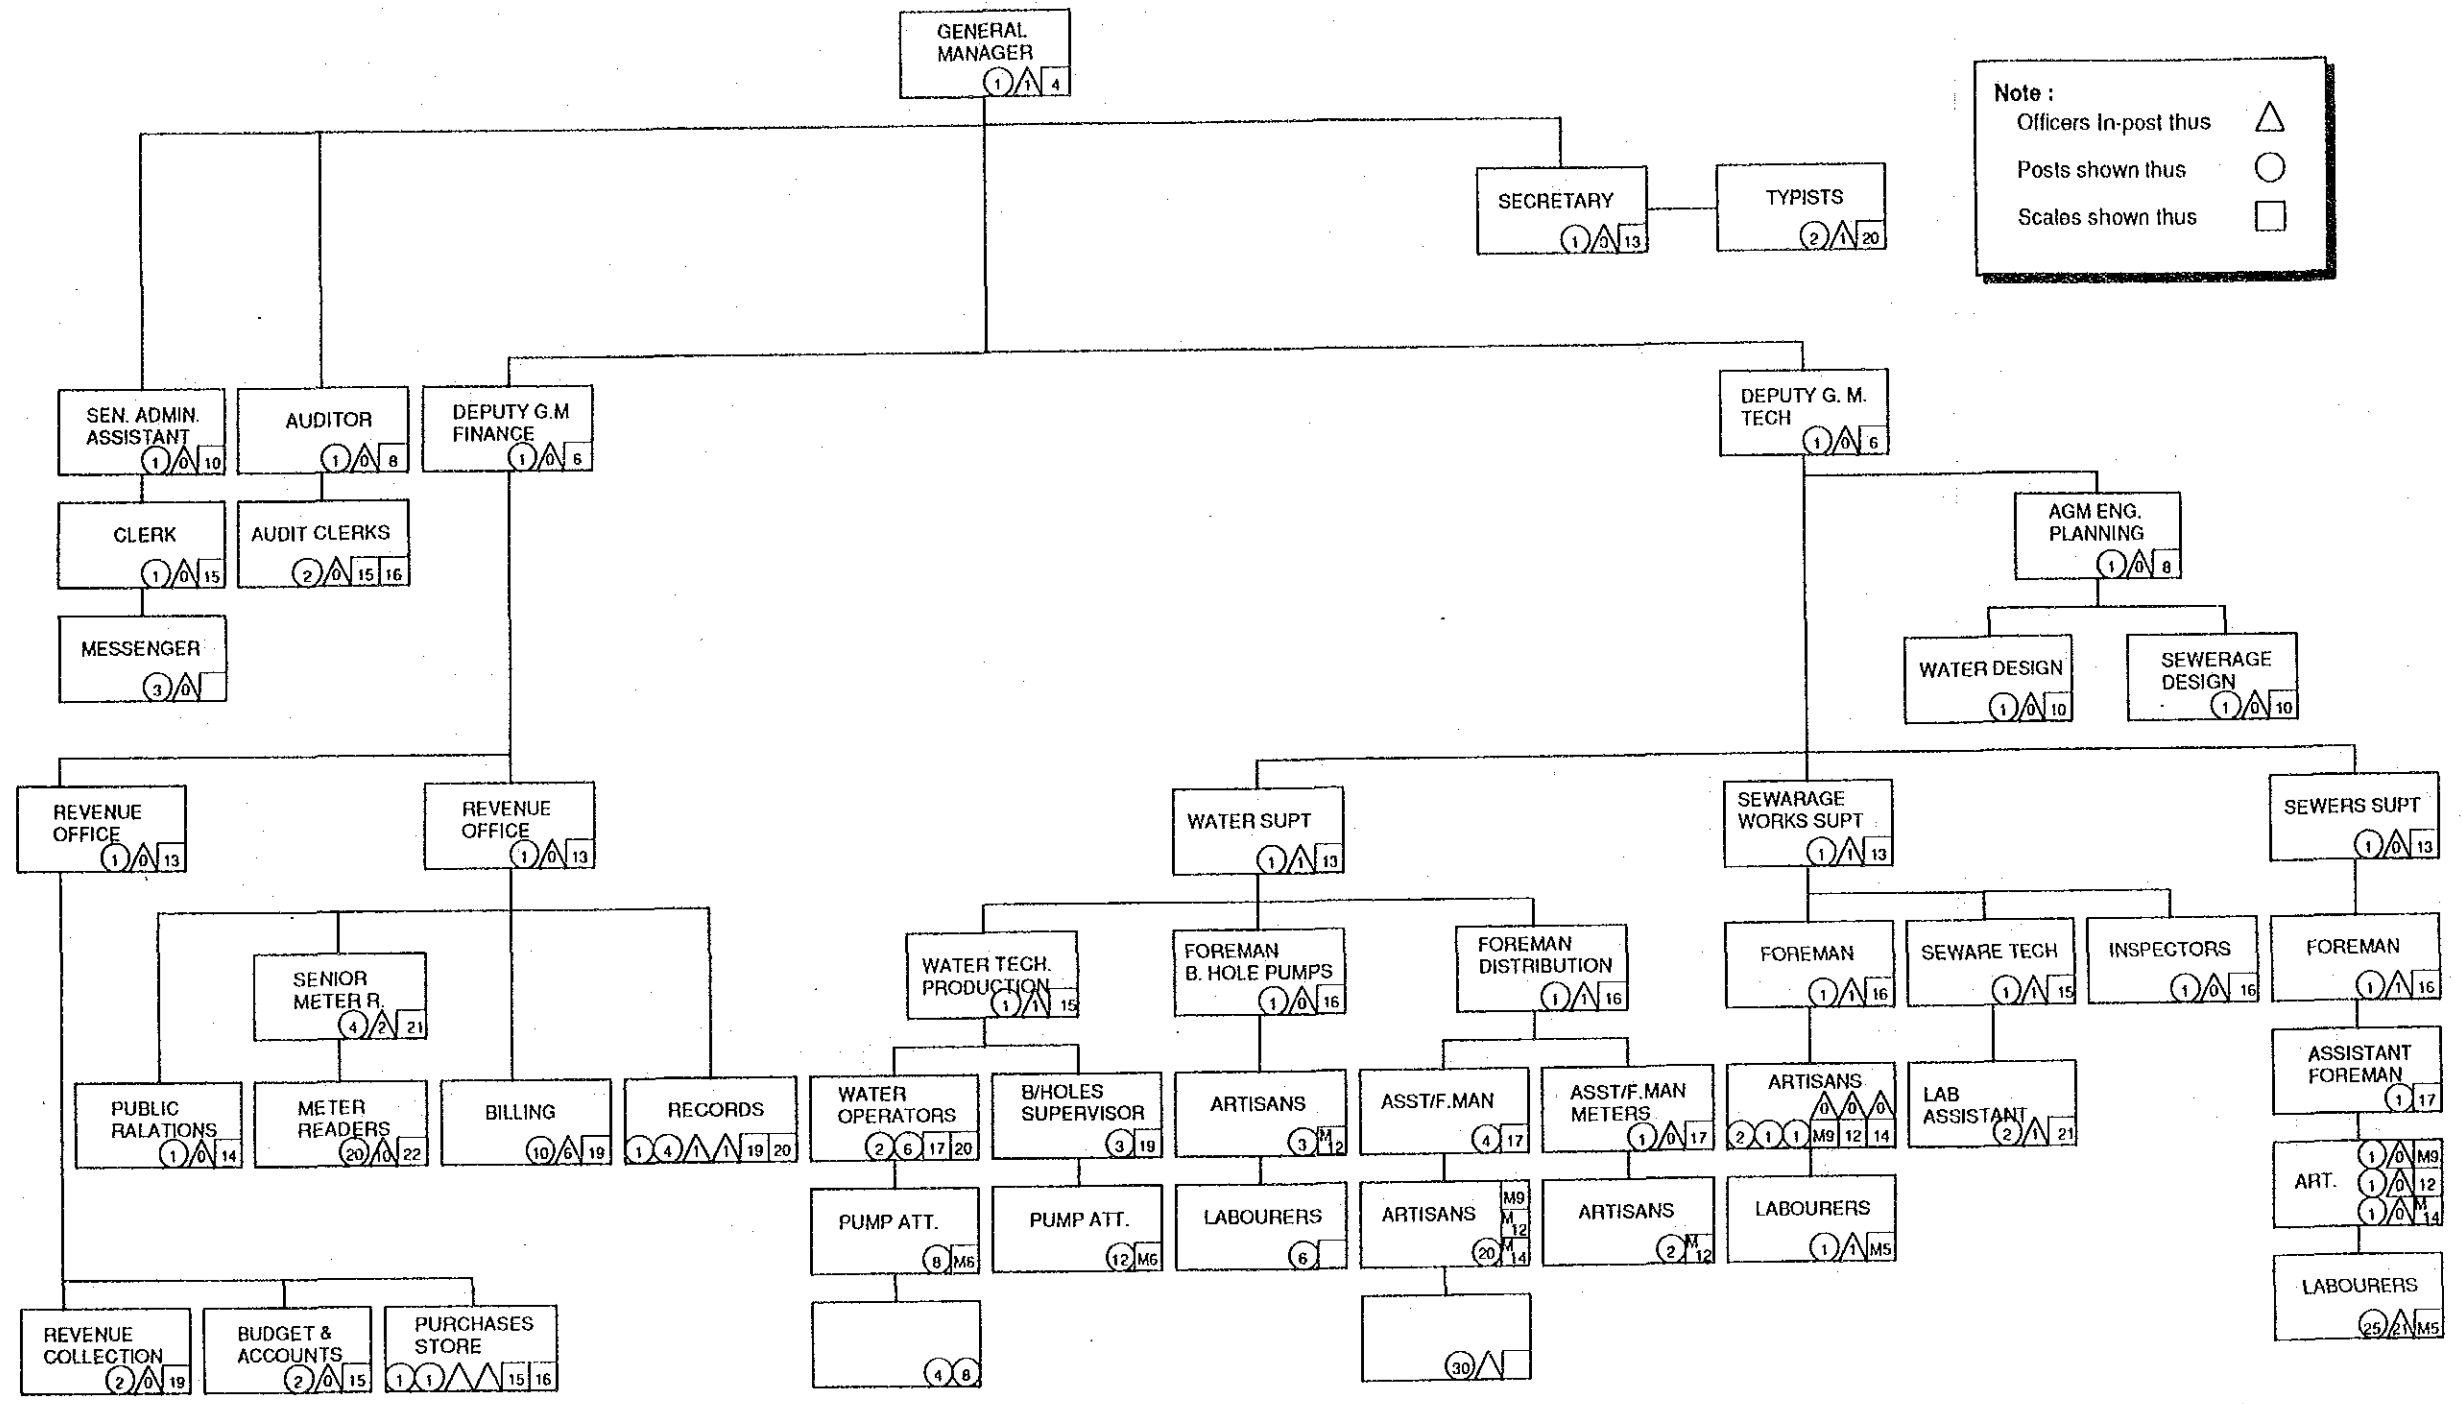 GENERAL
MANAGER
1 1 4
Note :
Officers In-post thus
Posts shown thus
Scales shown thus
SECRETARY
1 0 13
TYPISTS
2 1 20
SEN. ADMIN.
ASSISTANT
1 0 10
AUDITOR
1 0 8
DEPUTY G.M
FINANCE
1 0 6
DEPUTY G. M.
TECH
1 0 6
CLERK
1 0 15
AUDIT CLERKS
2 0 15 16
AGM ENG.
PLANNING
1 0 8
MESSENGER
3 0
WATER DESIGN
1 0 10
SEWERAGE
DESIGN
1 0 10
REVENUE
OFFICE
1 0 13
REVENUE
OFFICE
1 0 13
WATER SUPT
1 1 13
SEWARAGE
WORKS SUPT
1 1 13
SEWERS SUPT
1 0 13
SENIOR
METER R.
4 2 21
WATER TECH.
PRODUCTION
1 1 15
FOREMAN
B. HOLE PUMPS
1 0 16
FOREMAN
DISTRIBUTION
1 1 16
FOREMAN
1 1 16
SEWARE TECH
1 1 15
INSPECTORS
1 0 16
FOREMAN
1 1 16
PUBLIC
RALATIONS
1 0 14
METER
READERS
20 10 22
BILLING
10 6 19
RECORDS
1 4 1 1 19 20
WATER
OPERATORS
2 6 17 20
B/HOLES
SUPERVISOR
3 19
ARTISANS
3 M12
ASST/F.MAN
4 17
ASST/F.MAN
METERS
1 0 17
ARTISANS
0 0 0
2 1 1 M9 12 14
LAB
ASSISTANT
2 1 21
ASSISTANT
FOREMAN
1 17
PUMP ATT.
8 M6
PUMP ATT.
12 M6
LABOURERS
6
ARTISANS
M9
M12
20 M14
ARTISANS
2 M12
LABOURERS
1 1 M5
ART.
1 0 M9
1 0 12
1 0 M14
REVENUE
COLLECTION
2 0 19
BUDGET &
ACCOUNTS
2 0 15
PURCHASES
STORE
1 1 15 16
4 8
30
LABOURERS
25 21 M5